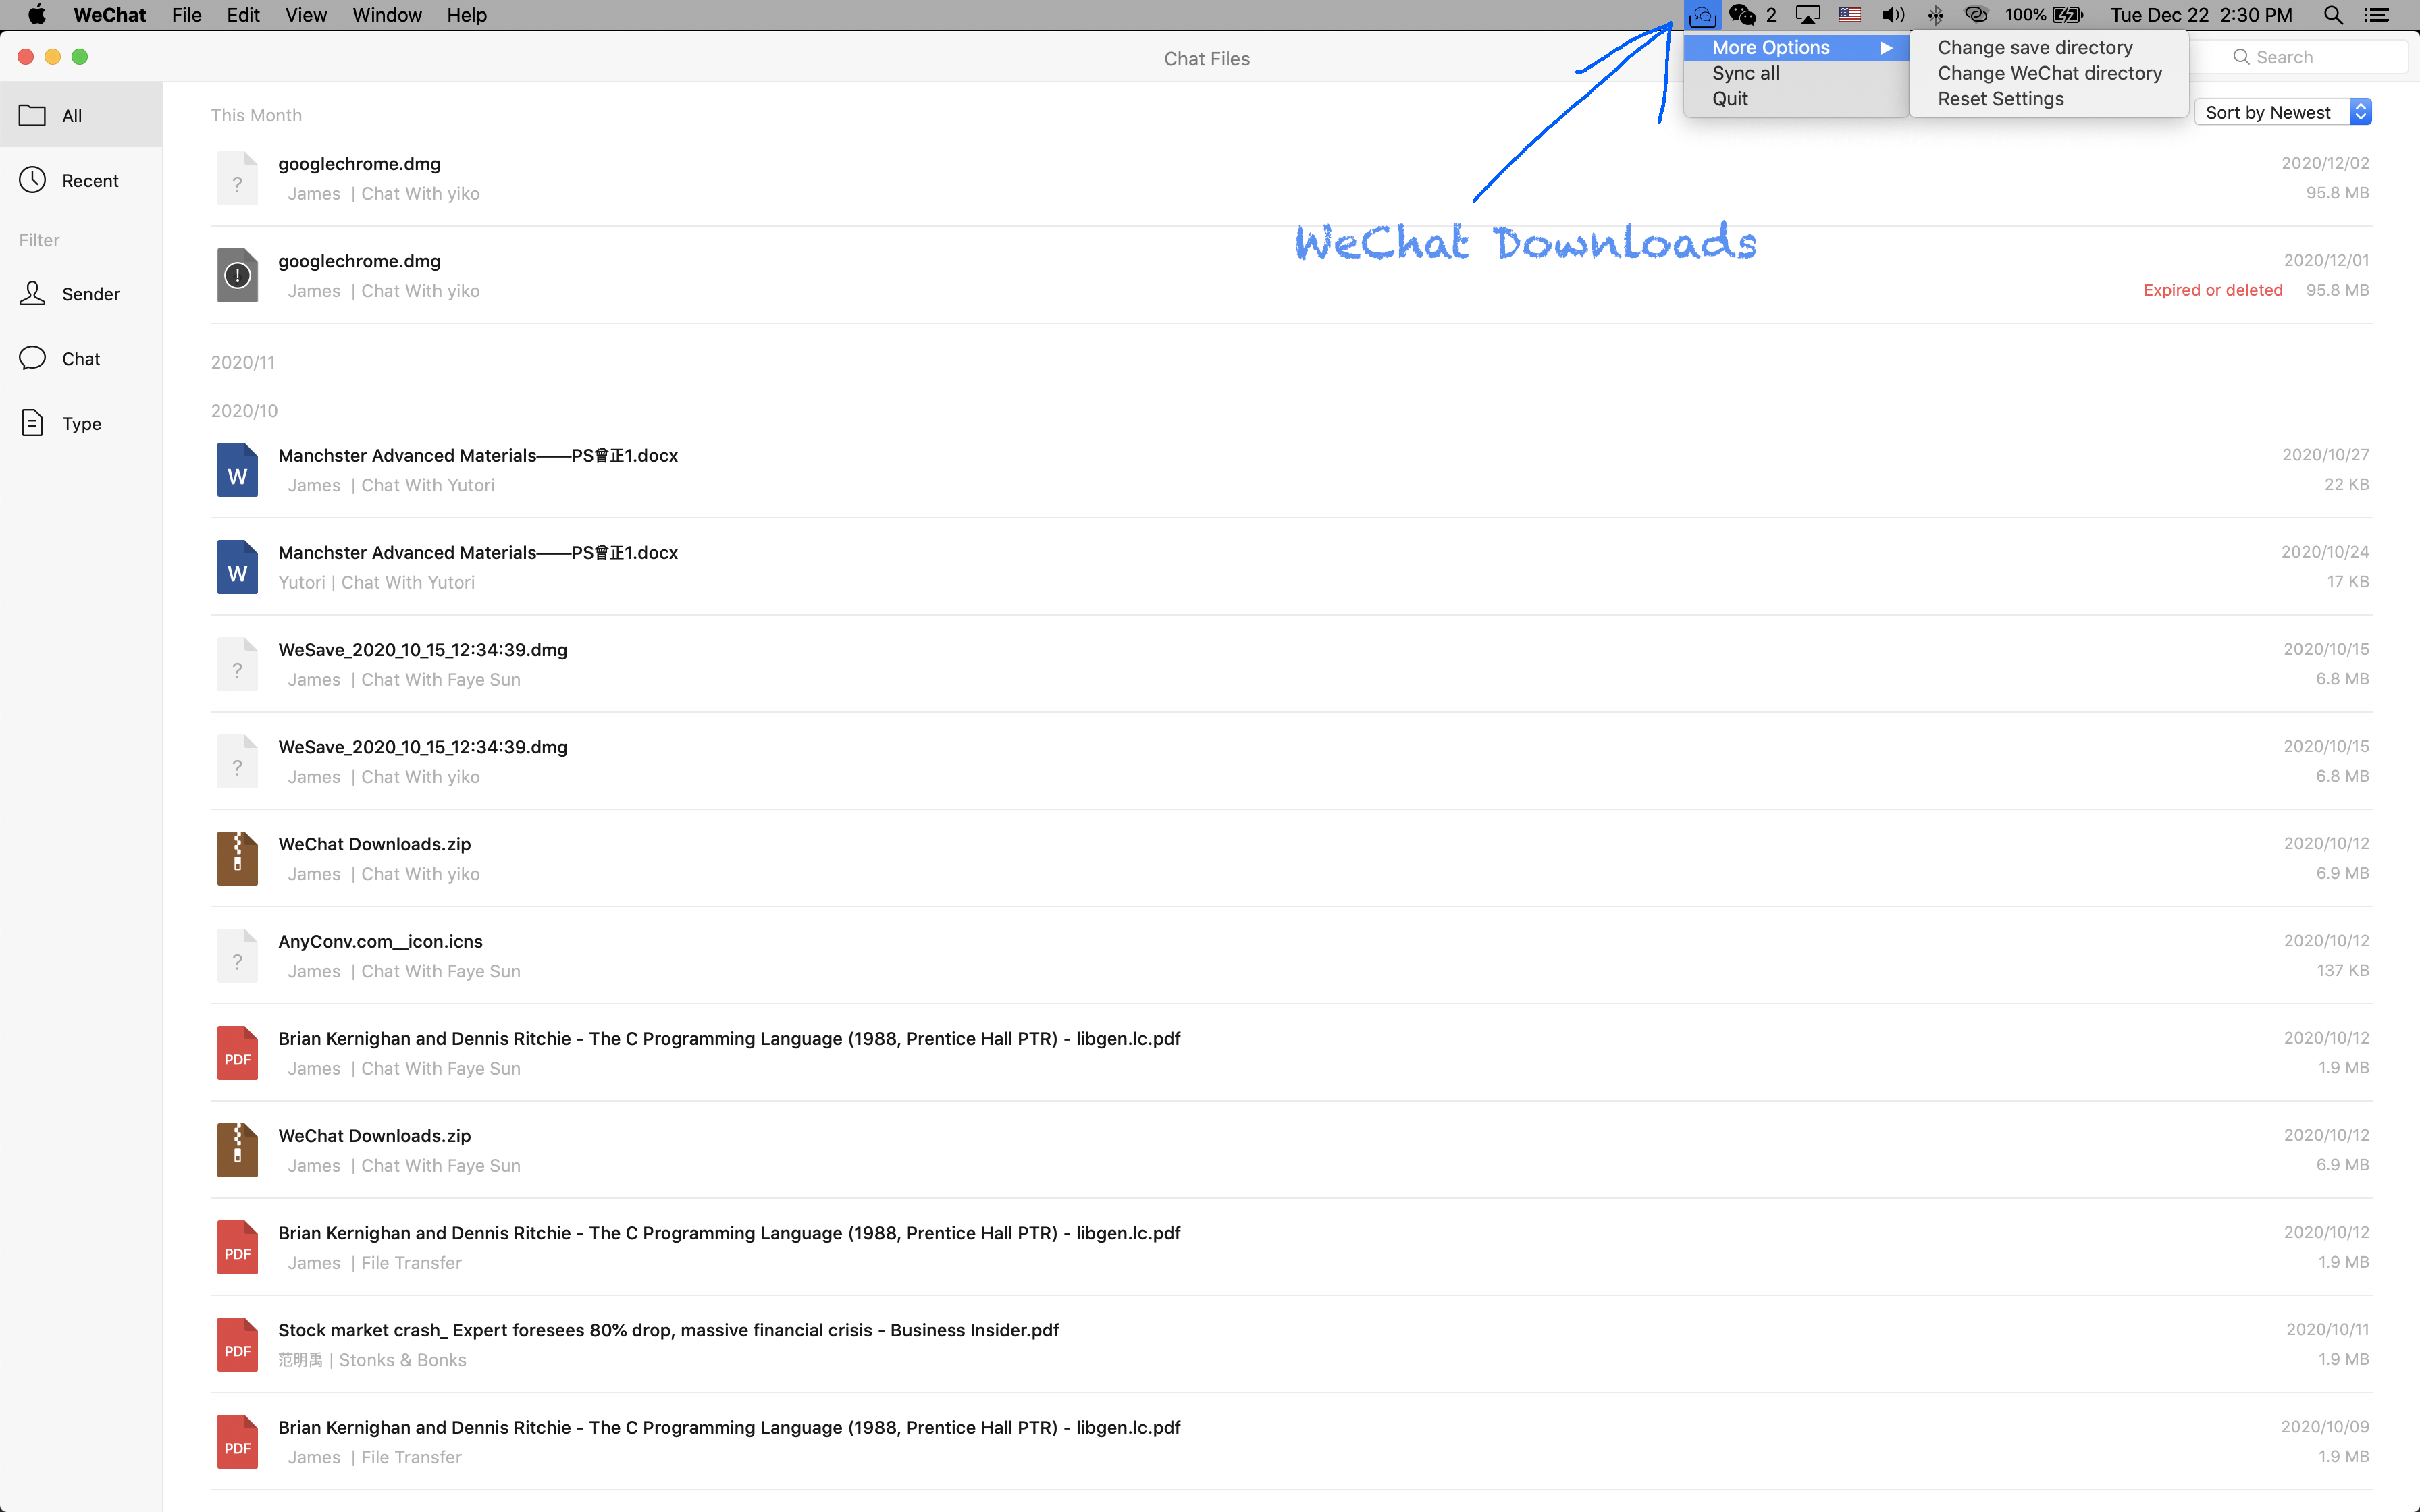 WeChat File Edit View Window Help 2 100% Tue Dec 22 2:30 PM
Chat Files
More Options
Sync all
Quit
Change save directory
Change WeChat directory
Reset Settings
Search
Sort by Newest
All
Recent
Filter
Sender
Chat
Type
WeChat Downloads
This Month
googlechrome.dmg 2020/12/02
James | Chat With yiko 95.8 MB
googlechrome.dmg 2020/12/01
James | Chat With yiko Expired or deleted 95.8 MB
2020/11
2020/10
Manchster Advanced Materials——PS曾正1.docx 2020/10/27
James | Chat With Yutori 22 KB
Manchster Advanced Materials——PS曾正1.docx 2020/10/24
Yutori | Chat With Yutori 17 KB
WeSave_2020_10_15_12:34:39.dmg 2020/10/15
James | Chat With Faye Sun 6.8 MB
WeSave_2020_10_15_12:34:39.dmg 2020/10/15
James | Chat With yiko 6.8 MB
WeChat Downloads.zip 2020/10/12
James | Chat With yiko 6.9 MB
AnyConv.com__icon.icns 2020/10/12
James | Chat With Faye Sun 137 KB
Brian Kernighan and Dennis Ritchie - The C Programming Language (1988, Prentice Hall PTR) - libgen.lc.pdf 2020/10/12
James | Chat With Faye Sun 1.9 MB
WeChat Downloads.zip 2020/10/12
James | Chat With Faye Sun 6.9 MB
Brian Kernighan and Dennis Ritchie - The C Programming Language (1988, Prentice Hall PTR) - libgen.lc.pdf 2020/10/12
James | File Transfer 1.9 MB
Stock market crash_ Expert foresees 80% drop, massive financial crisis - Business Insider.pdf 2020/10/11
范明禹 | Stonks & Bonks 1.9 MB
Brian Kernighan and Dennis Ritchie - The C Programming Language (1988, Prentice Hall PTR) - libgen.lc.pdf 2020/10/09
James | File Transfer 1.9 MB